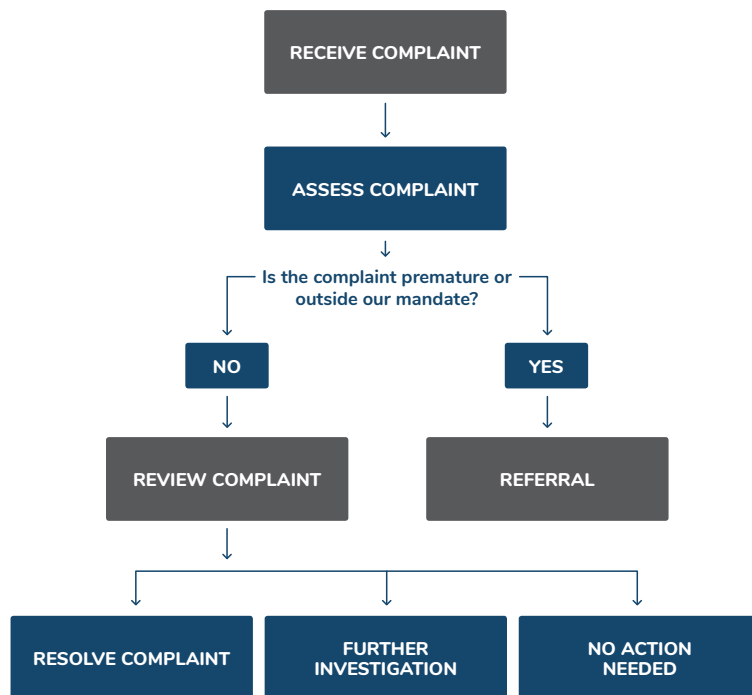 RECEIVE COMPLAINT
ASSESS COMPLAINT
Is the complaint premature or
outside our mandate?
NO
YES
REVIEW COMPLAINT
REFERRAL
RESOLVE COMPLAINT
FURTHER
INVESTIGATION
NO ACTION
NEEDED